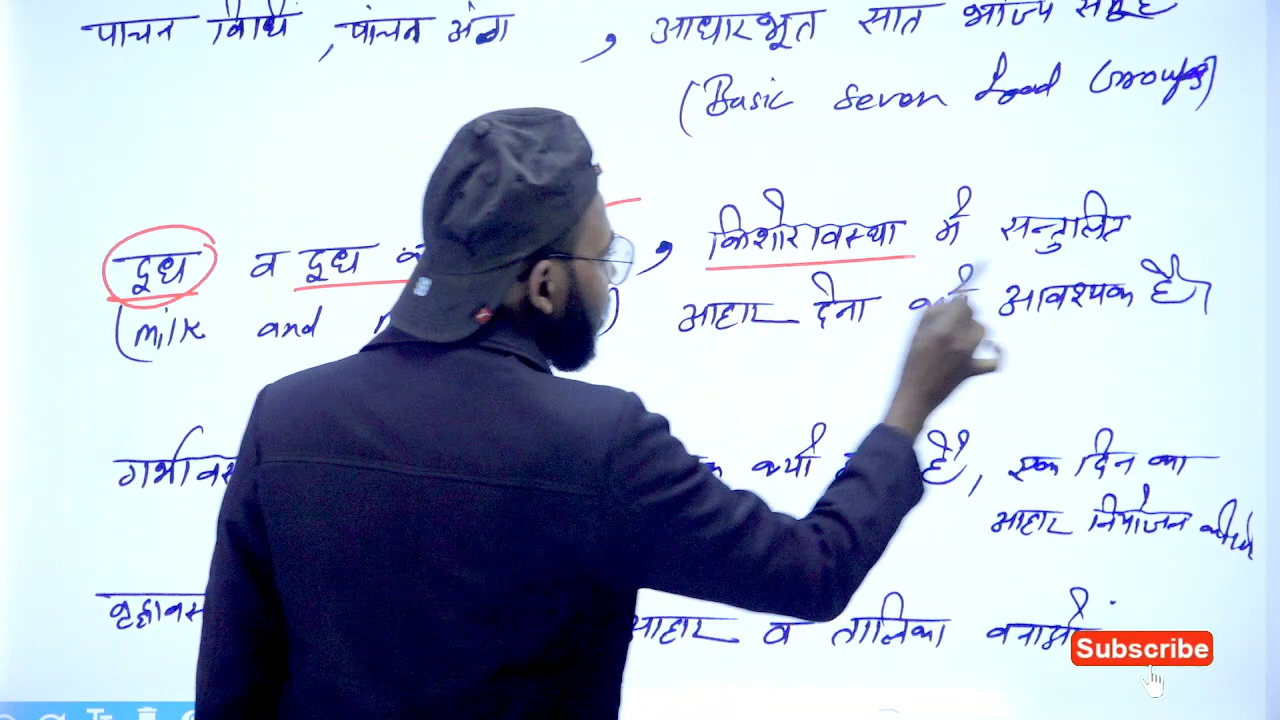 पाचन विधि, पांचन अंग, आधारभूत सात भोज्य समूह
(Basic Seven food Groups)
दूध व दूध, किशोरावस्था में सन्तुलित
(milk and आहार देना आवश्यक है।
क्यों है, एक दिन का
आहार नियोजन कीजिये
आहार व तालिका बनाओ
Subscribe